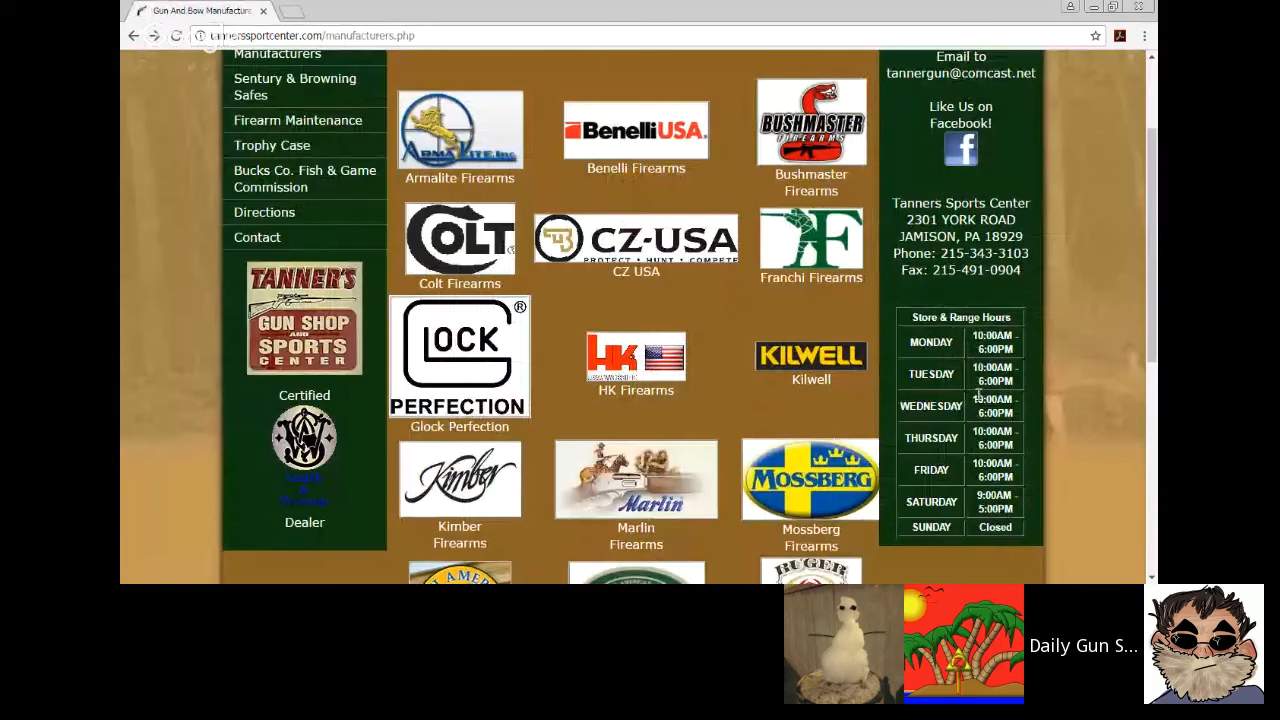 Gun And Bow Manufacture
tannerssportcenter.com/manufacturers.php
Manufacturers
Sentury & Browning
Safes
Firearm Maintenance
Trophy Case
Bucks Co. Fish & Game
Commission
Directions
Contact
TANNER'S
GUN SHOP
AND
SPORTS
CENTER
Certified
Dealer
ARMALITE, Inc
Armalite Firearms
Benelli USA
Benelli Firearms
BUSHMASTER
FIREARMS
Bushmaster
Firearms
COLT
Colt Firearms
CZ-USA
PROTECT • HUNT • COMPETE
CZ USA
F
Franchi Firearms
GLOCK
®
PERFECTION
Glock Perfection
HK
HK Firearms
KILWELL
Kilwell
Kimber
Kimber
Firearms
Marlin
Marlin
Firearms
MOSSBERG
Mossberg
Firearms
RUGER
Email to
tannergun@comcast.net
Like Us on
Facebook!
f
Tanners Sports Center
2301 YORK ROAD
JAMISON, PA 18929
Phone: 215-343-3103
Fax: 215-491-0904
Store & Range Hours
MONDAY 10:00AM -
6:00PM
TUESDAY 10:00AM -
6:00PM
WEDNESDAY 10:00AM -
6:00PM
THURSDAY 10:00AM -
6:00PM
FRIDAY 10:00AM -
6:00PM
SATURDAY 9:00AM -
5:00PM
SUNDAY Closed
Daily Gun S...